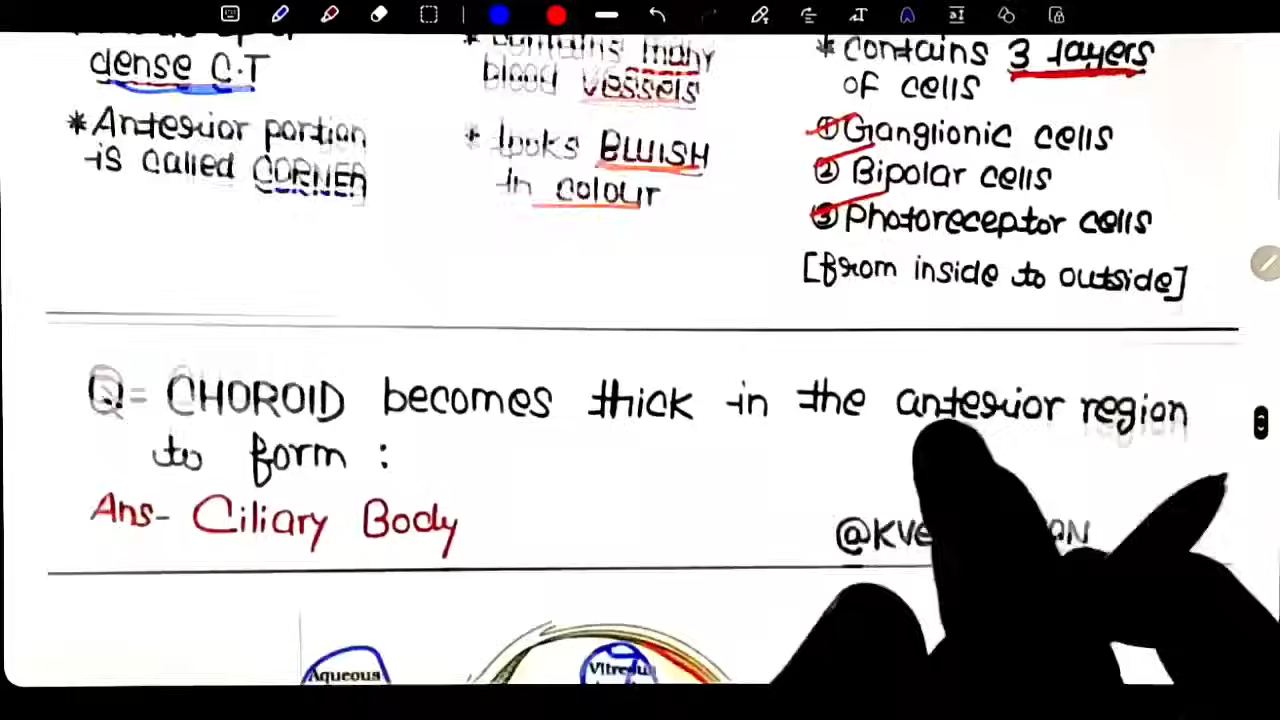 dense C.T
* Anterior portion
is called CORNEA
* contains many
blood vessels
* looks BLUISH
in colour
* contains 3 layers
of cells
① Ganglionic cells
② Bipolar cells
③ Photoreceptor cells
[from inside to outside]
Q= CHOROID becomes thick in the anterior region
to form :
Ans- Ciliary Body
Aqueous